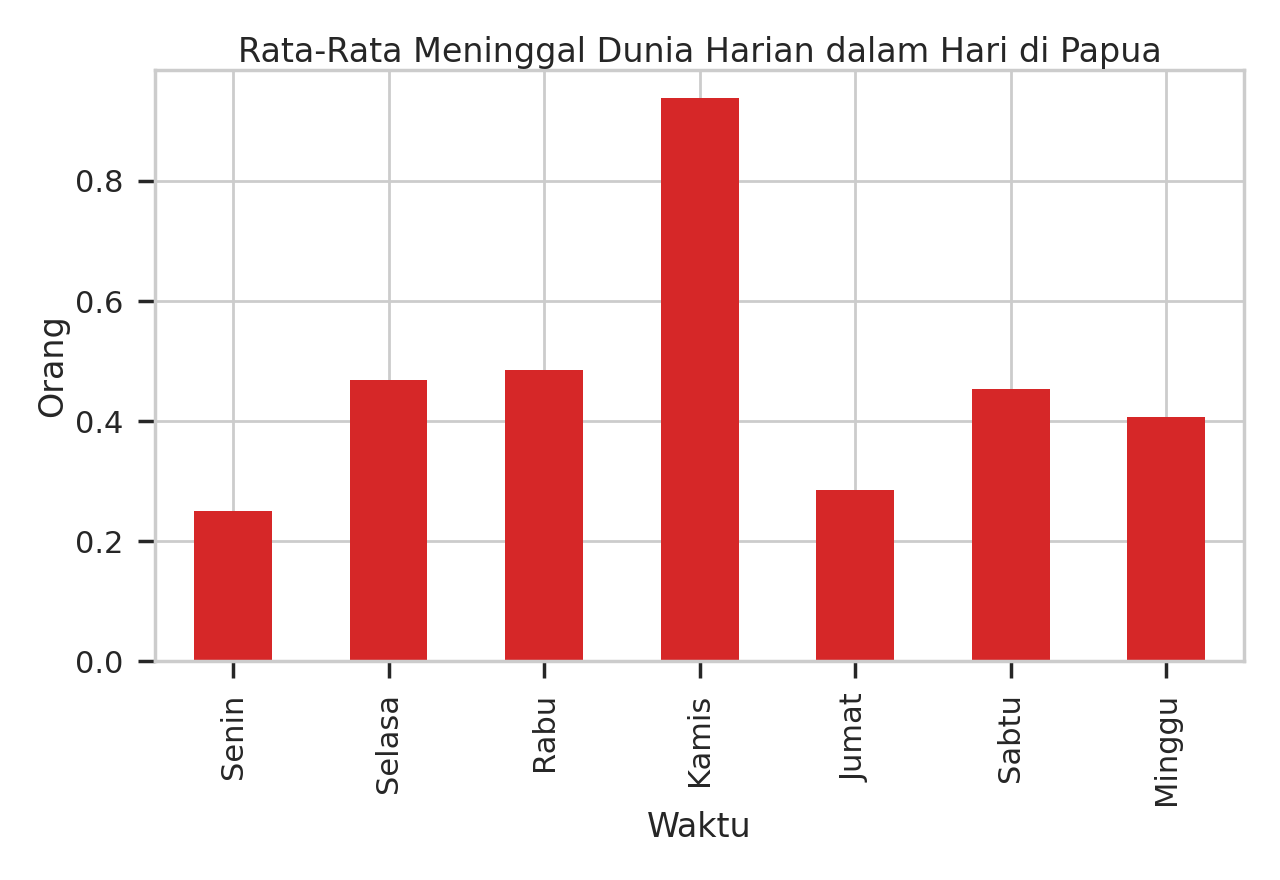 Rata-Rata Meninggal Dunia Harian dalam Hari di Papua
Orang
0.8
0.6
0.4
0.2
0.0
Senin
Selasa
Rabu
Kamis
Jumat
Sabtu
Minggu
Waktu